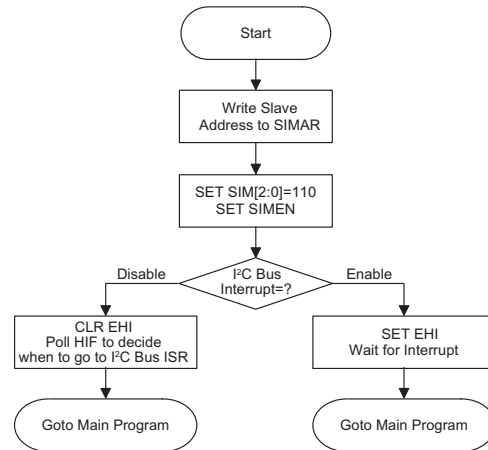 Start
Write Slave
Address to SIMAR
SET SIM[2:0]=110
SET SIMEN
I²C Bus
Interrupt=?
Disable
Enable
CLR EHI
Poll HIF to decide
when to go to I²C Bus ISR
SET EHI
Wait for Interrupt
Goto Main Program
Goto Main Program